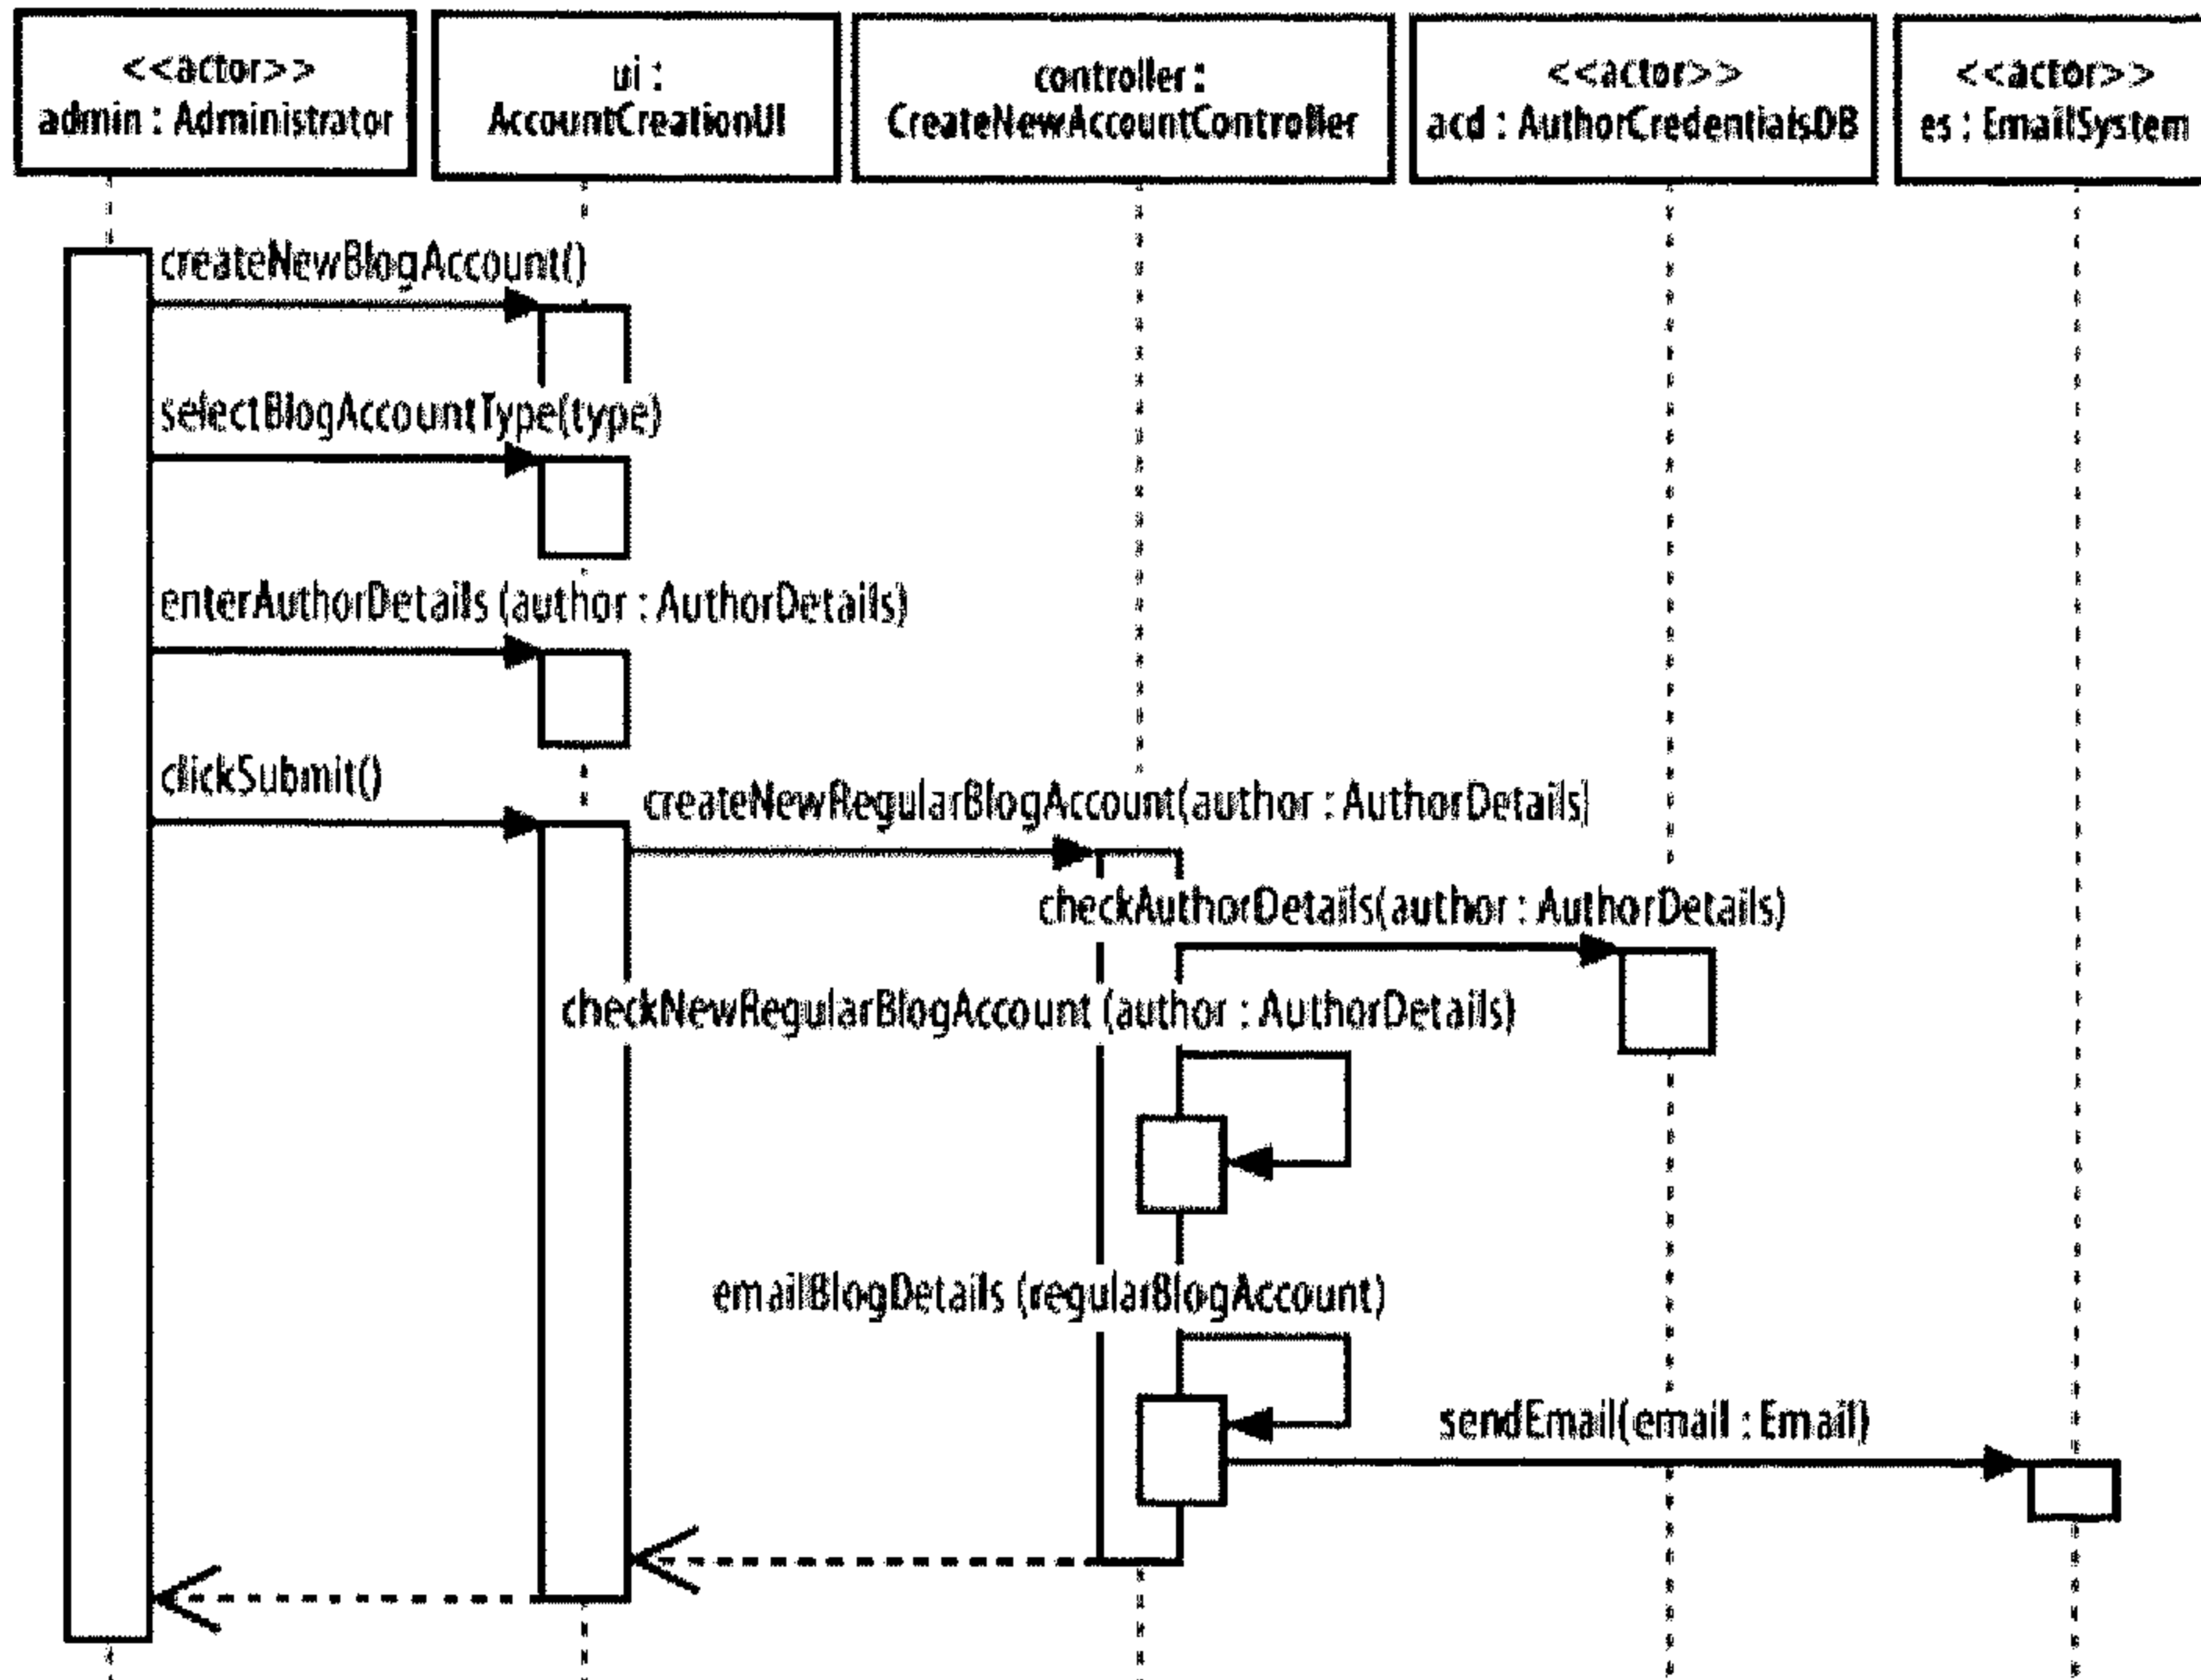 <<actor>>
admin : Administrator
ui :
AccountCreationUI
controller :
CreateNewAccountController
<<actor>>
acd : AuthorCredentialsDB
<<actor>>
es : EmailSystem
createNewBlogAccount()
selectBlogAccountType(type)
enterAuthorDetails (author : AuthorDetails)
clickSubmit()
createNewRegularBlogAccount(author : AuthorDetails)
checkAuthorDetails(author : AuthorDetails)
checkNewRegularBlogAccount (author : AuthorDetails)
emailBlogDetails (regularBlogAccount)
sendEmail(email : Email)